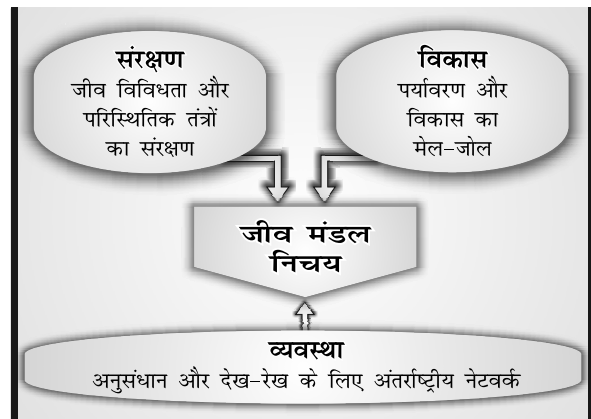 संरक्षण
जीव विविधता और
परिस्थितिक तंत्रों
का संरक्षण
विकास
पर्यावरण और
विकास का
मेल-जोल
जीव मंडल
निचय
व्यवस्था
अनुसंधान और देख-रेख के लिए अंतर्राष्ट्रीय नेटवर्क